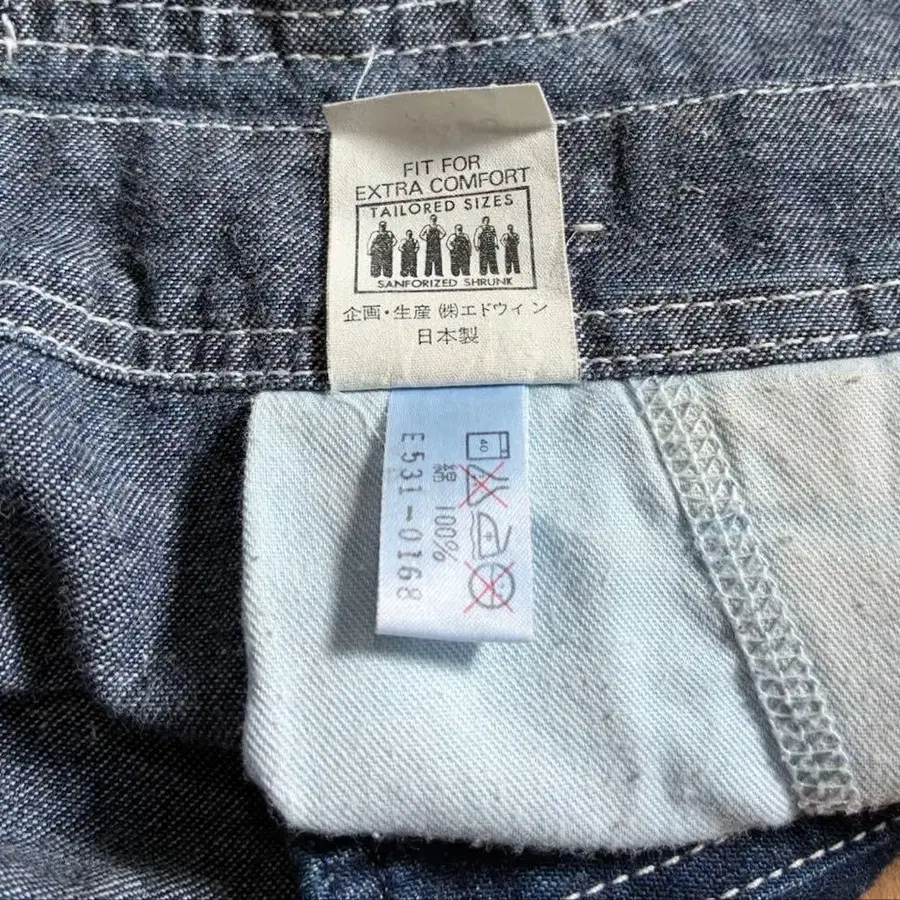 FIT FOR
EXTRA COMFORT
TAILORED SIZES
SANFORIZED SHRUNK
企画・生産 ㈱エドウィン
日本製
40
綿 100%
E531-0168